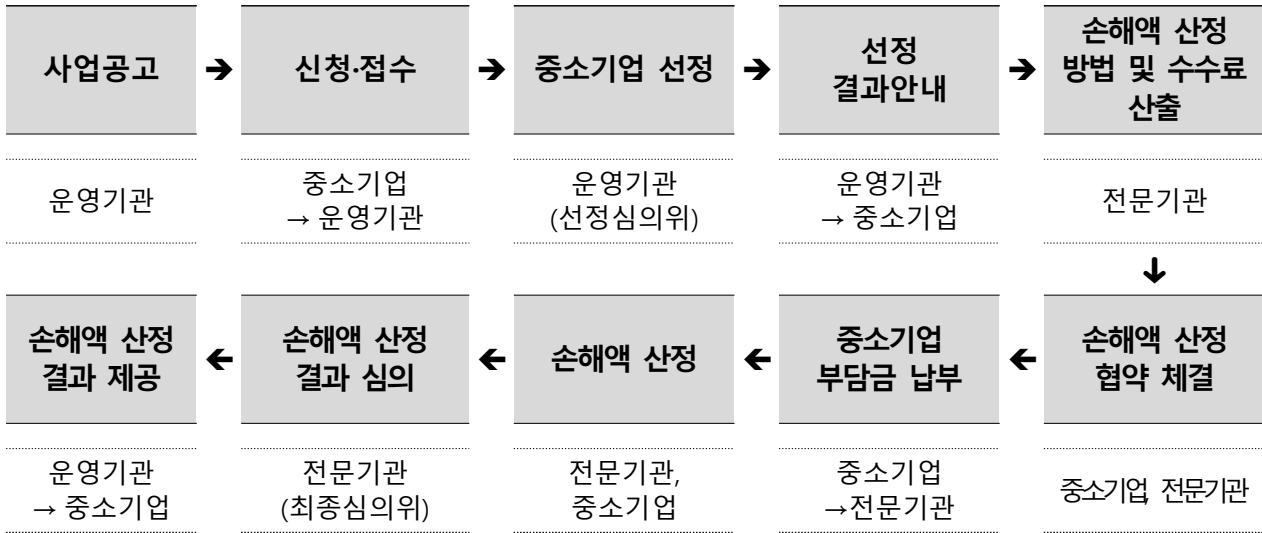 사업공고 ➔ 신청·접수 ➔ 중소기업 선정 ➔ 선정
결과안내 ➔ 손해액 산정
방법 및 수수료
산출
운영기관
중소기업
→ 운영기관
운영기관
(선정심의위)
운영기관
→ 중소기업
전문기관
↓
손해액 산정
결과 제공 ← 손해액 산정
결과 심의 ← 손해액 산정 ← 중소기업
부담금 납부 ← 손해액 산정
협약 체결
운영기관
→ 중소기업
전문기관
(최종심의위)
전문기관,
중소기업
중소기업
→전문기관
중소기업, 전문기관